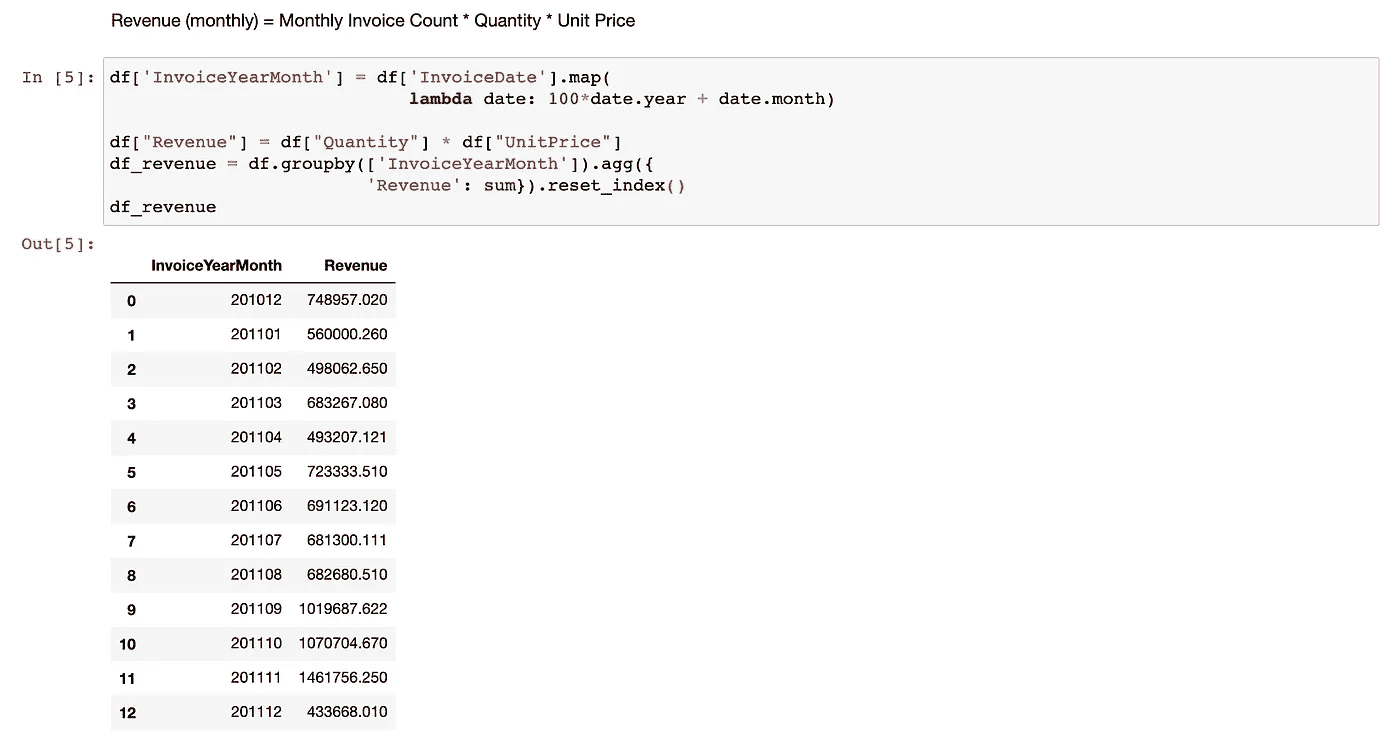 Revenue (monthly) = Monthly Invoice Count * Quantity * Unit Price
In [5]: df['InvoiceYearMonth'] = df['InvoiceDate'].map(
lambda date: 100*date.year + date.month)
df["Revenue"] = df["Quantity"] * df["UnitPrice"]
df_revenue = df.groupby(['InvoiceYearMonth']).agg({
'Revenue': sum}).reset_index()
df_revenue
Out[5]:
InvoiceYearMonth Revenue
0 201012 748957.020
1 201101 560000.260
2 201102 498062.650
3 201103 683267.080
4 201104 493207.121
5 201105 723333.510
6 201106 691123.120
7 201107 681300.111
8 201108 682680.510
9 201109 1019687.622
10 201110 1070704.670
11 201111 1461756.250
12 201112 433668.010